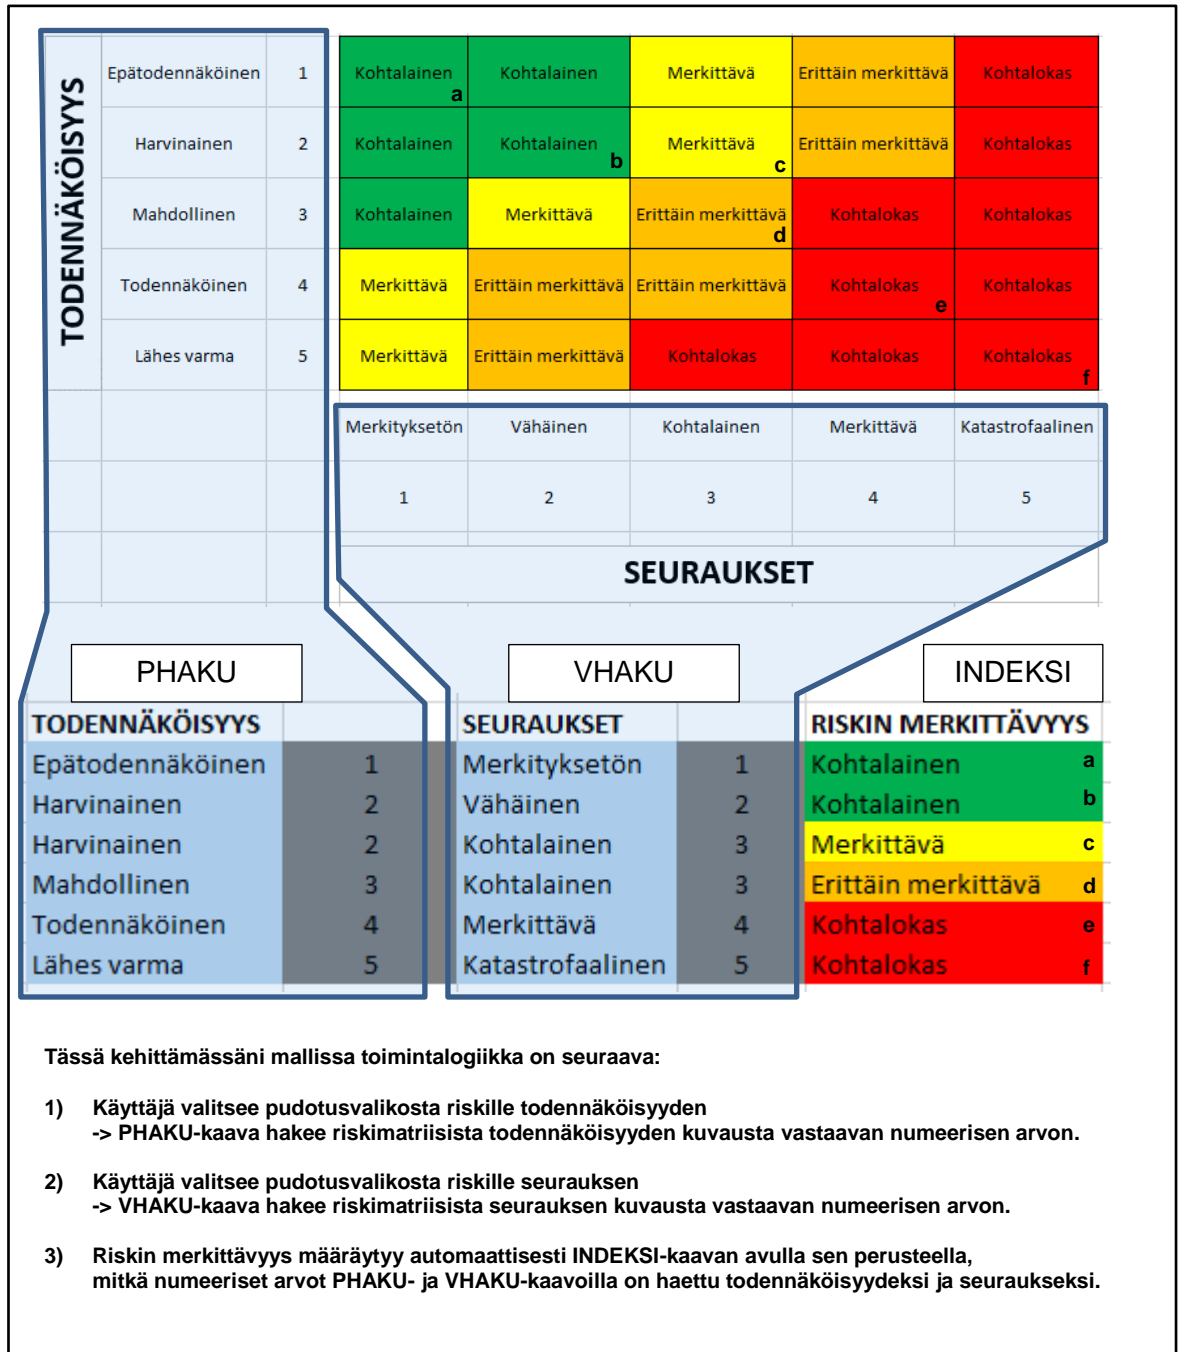 TODENNÄKÖISYYS
Epätodennäköinen 1 Kohtalainen a Kohtalainen Merkittävä Erittäin merkittävä Kohtalokas
Harvinainen 2 Kohtalainen Kohtalainen b Merkittävä c Erittäin merkittävä Kohtalokas
Mahdollinen 3 Kohtalainen Merkittävä Erittäin merkittävä d Kohtalokas Kohtalokas
Todennäköinen 4 Merkittävä Erittäin merkittävä Erittäin merkittävä Kohtalokas e Kohtalokas
Lähes varma 5 Merkittävä Erittäin merkittävä Kohtalokas Kohtalokas Kohtalokas f
Merkityksetön Vähäinen Kohtalainen Merkittävä Katastrofaalinen
1 2 3 4 5
SEURAUKSET
PHAKU VHAKU INDEKSI
TODENNÄKÖISYYS SEURAUKSET RISKIN MERKITTÄVYYS
Epätodennäköinen 1 Merkityksetön 1 Kohtalainen a
Harvinainen 2 Vähäinen 2 Kohtalainen b
Harvinainen 2 Kohtalainen 3 Merkittävä c
Mahdollinen 3 Kohtalainen 3 Erittäin merkittävä d
Todennäköinen 4 Merkittävä 4 Kohtalokas e
Lähes varma 5 Katastrofaalinen 5 Kohtalokas f
Tässä kehittämässäni mallissa toimintalogiikka on seuraava:
1) Käyttäjä valitsee pudotusvalikosta riskille todennäköisyyden
-> PHAKU-kaava hakee riskimatriisista todennäköisyyden kuvausta vastaavan numeerisen arvon.
2) Käyttäjä valitsee pudotusvalikosta riskille seurauksen
-> VHAKU-kaava hakee riskimatriisista seurauksen kuvausta vastaavan numeerisen arvon.
3) Riskin merkittävyys määräytyy automaattisesti INDEKSI-kaavan avulla sen perusteella,
mitkä numeeriset arvot PHAKU- ja VHAKU-kaavoilla on haettu todennäköisyydeksi ja seuraukseksi.